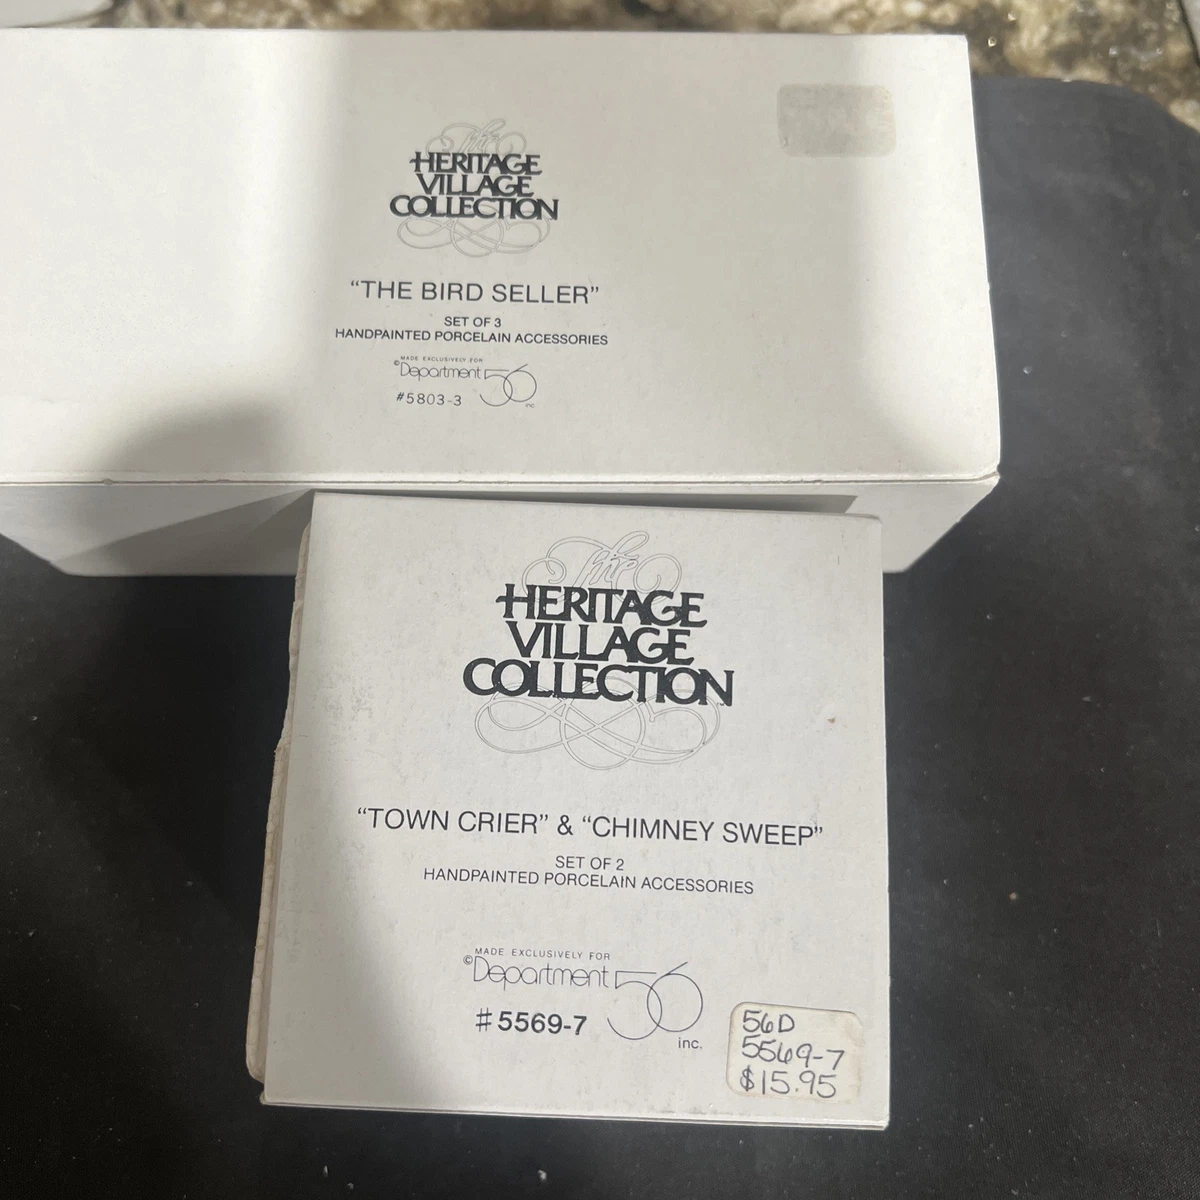 The
HERITAGE
VILLAGE
COLLECTION
“THE BIRD SELLER”
SET OF 3
HANDPAINTED PORCELAIN ACCESSORIES
MADE EXCLUSIVELY FOR
©Department 56
inc.
#5803-3
The
HERITAGE
VILLAGE
COLLECTION
“TOWN CRIER” & “CHIMNEY SWEEP”
SET OF 2
HANDPAINTED PORCELAIN ACCESSORIES
MADE EXCLUSIVELY FOR
©Department 56
inc.
#5569-7
56D
5569-7
$15.95